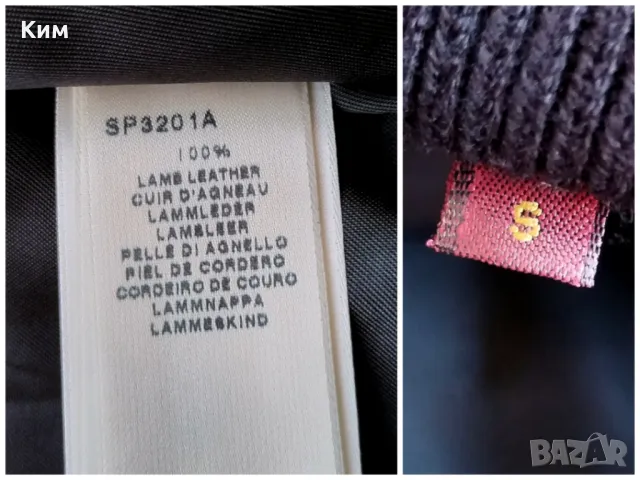 Ким
SP3201A
100%
LAMB LEATHER
CUIR D'AGNEAU
LAMMLEDER
LAMSLEER
PELLE DI AGNELLO
PIEL DE CORDERO
CORDEIRO DE COURO
LAMMNAPPA
LAMMESKIND
S
BAZAR